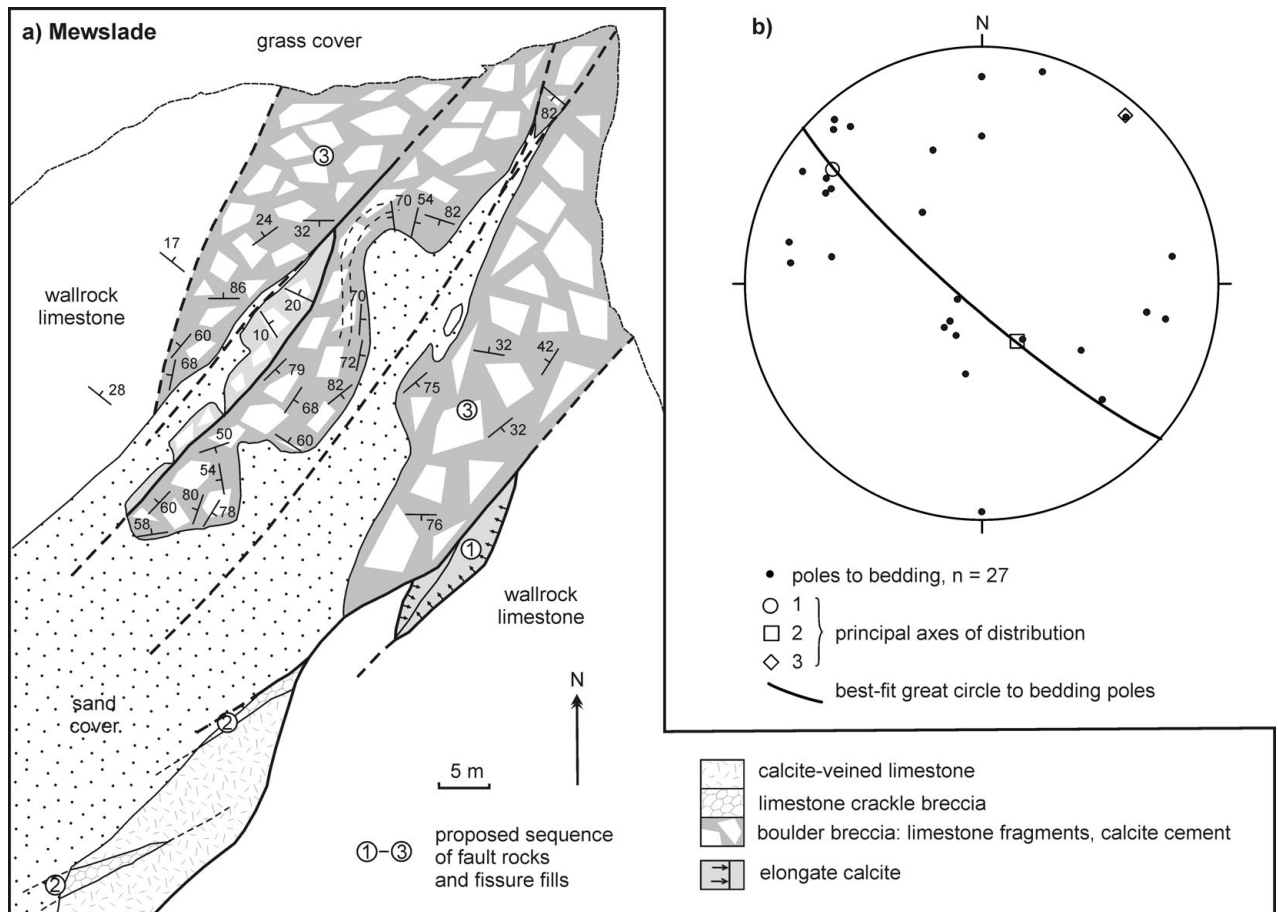 a) Mewslade
grass cover
82
3
70
54
82
24
32
17
86
20
70
wallrock
limestone
10
60
72
32
42
68
79
82
75
28
3
68
32
50
60
54
80
60
78
58
76
1
wallrock
limestone
N
sand
cover.
2
5 m
1–3 proposed sequence
of fault rocks
and fissure fills
2
b)
N
poles to bedding, n = 27
1
2 principal axes of distribution
3
best-fit great circle to bedding poles
calcite-veined limestone
limestone crackle breccia
boulder breccia: limestone fragments, calcite cement
elongate calcite